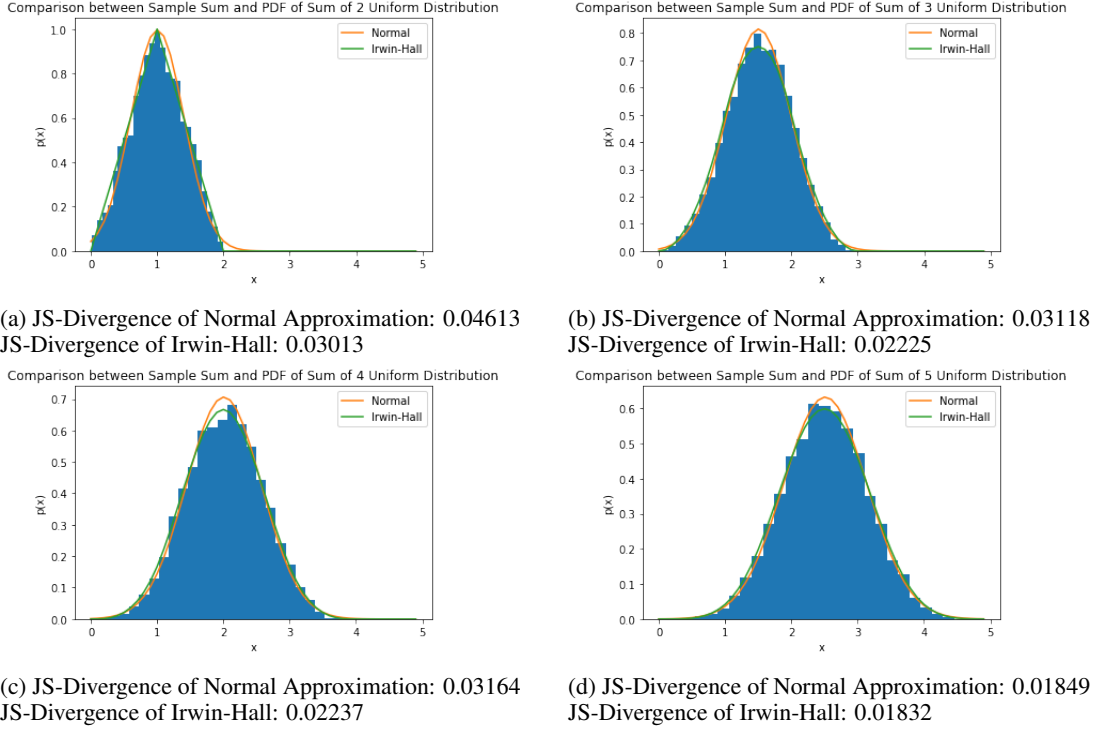 Comparison between Sample Sum and PDF of Sum of 2 Uniform Distribution
Normal
Irwin-Hall
1.0
0.8
0.6
0.4
0.2
0.0
p(x)
0 1 2 3 4 5
x
(a) JS-Divergence of Normal Approximation: 0.04613
JS-Divergence of Irwin-Hall: 0.03013
Comparison between Sample Sum and PDF of Sum of 3 Uniform Distribution
Normal
Irwin-Hall
0.8
0.7
0.6
0.5
0.4
0.3
0.2
0.1
0.0
p(x)
0 1 2 3 4 5
x
(b) JS-Divergence of Normal Approximation: 0.03118
JS-Divergence of Irwin-Hall: 0.02225
Comparison between Sample Sum and PDF of Sum of 4 Uniform Distribution
Normal
Irwin-Hall
0.7
0.6
0.5
0.4
0.3
0.2
0.1
0.0
p(x)
0 1 2 3 4 5
x
(c) JS-Divergence of Normal Approximation: 0.03164
JS-Divergence of Irwin-Hall: 0.02237
Comparison between Sample Sum and PDF of Sum of 5 Uniform Distribution
Normal
Irwin-Hall
0.6
0.5
0.4
0.3
0.2
0.1
0.0
p(x)
0 1 2 3 4 5
x
(d) JS-Divergence of Normal Approximation: 0.01849
JS-Divergence of Irwin-Hall: 0.01832